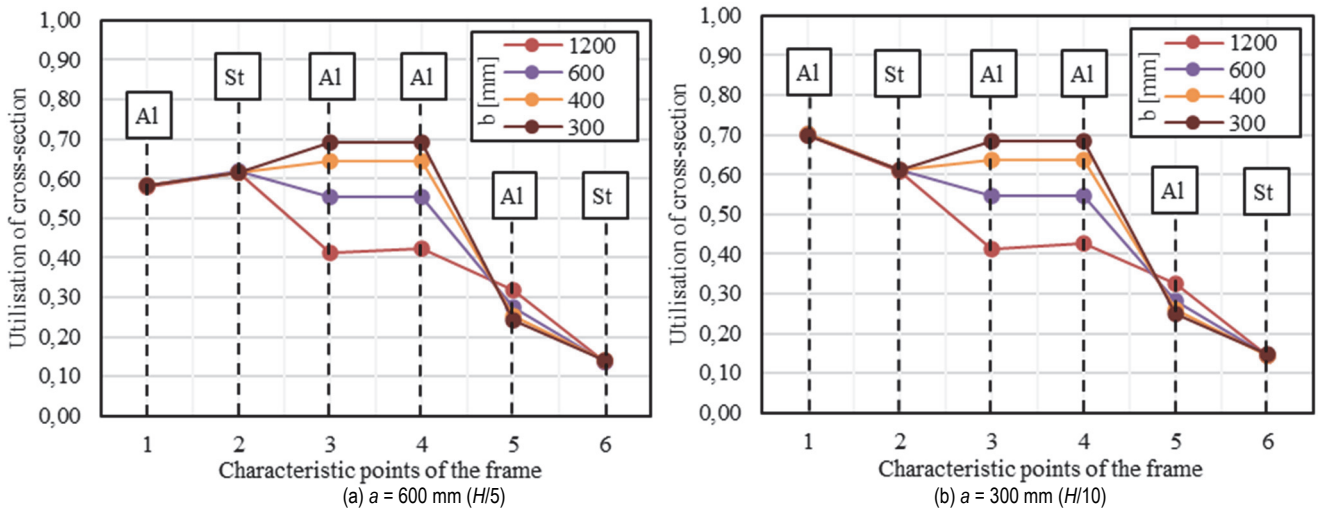 1,00
0,90
0,80
0,70
0,60
0,50
0,40
0,30
0,20
0,10
0,00
Utilisation of cross-section
Al
St
Al
Al
Al
St
b [mm]
1200
600
400
300
1 2 3 4 5 6
Characteristic points of the frame
(a) a = 600 mm (H/5)
1,00
0,90
0,80
0,70
0,60
0,50
0,40
0,30
0,20
0,10
0,00
Utilisation of cross-section
Al
St
Al
Al
Al
St
b [mm]
1200
600
400
300
1 2 3 4 5 6
Characteristic points of the frame
(b) a = 300 mm (H/10)